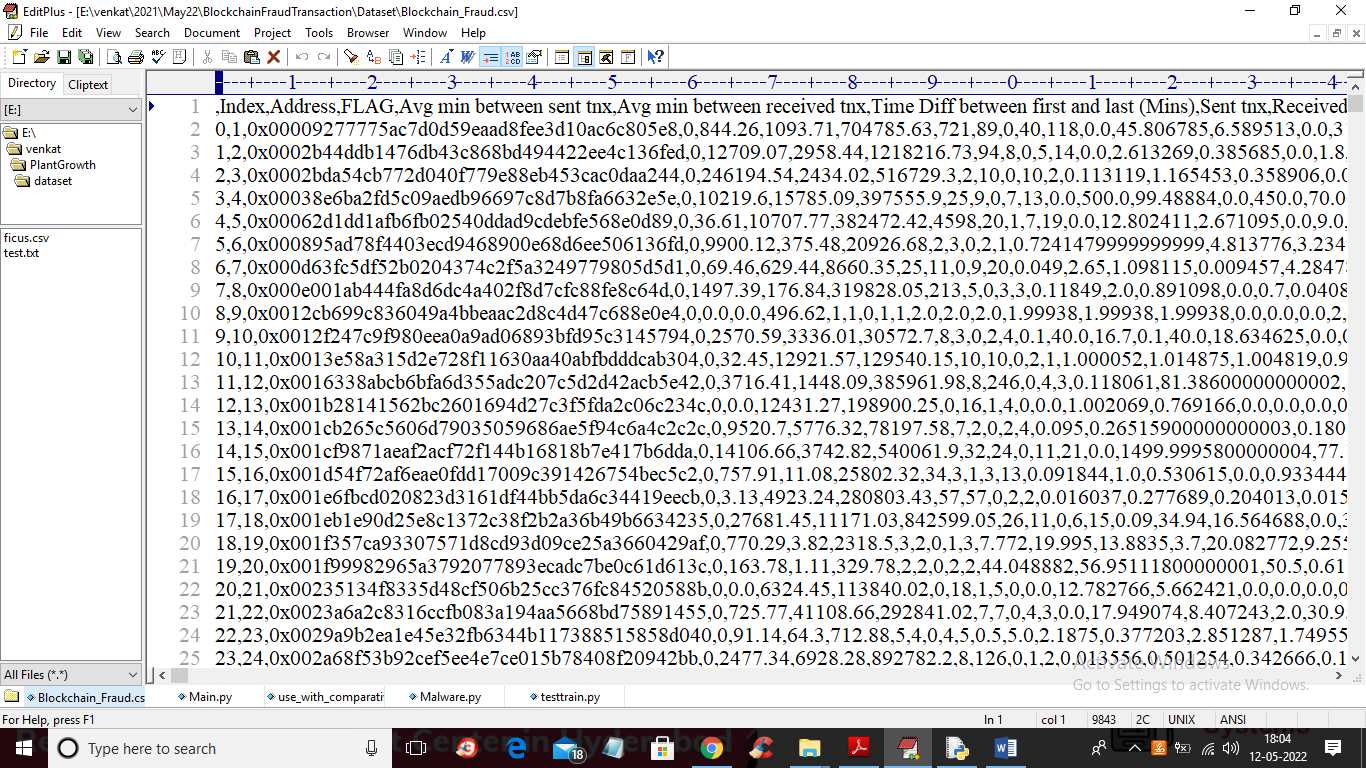 EditPlus - [E:\venkat\2021\May22\BlockchainFraudTransaction\Dataset\Blockchain_Fraud.csv]
File Edit View Search Document Project Tools Browser Window Help
Directory Cliptext
[E:]
E:\
venkat
PlantGrowth
dataset
ficus.csv
test.txt
All Files (*.*)
----+----1----+----2----+----3----+----4----+----5----+----6----+----7----+----8----+----9----+----0----+----1----+----2----+----3----+----4-
1 ,Index,Address,FLAG,Avg min between sent tnx,Avg min between received tnx,Time Diff between first and last (Mins),Sent tnx,Received
2 0,1,0x00009277775ac7d0d59eaad8fee3d10ac6c805e8,0,844.26,1093.71,704785.63,721,89,0,40,118,0.0,45.806785,6.589513,0.0,31
3 1,2,0x0002b44ddb1476db43c868bd494422ee4c136fed,0,12709.07,2958.44,1218216.73,94,8,0,5,14,0.0,2.613269,0.385685,0.0,1.8
4 2,3,0x0002bda54cb772d040f779e88eb453cac0daa244,0,246194.54,2434.02,516729.3,2,10,0,10,2,0.113119,1.165453,0.358906,0.0
5 3,4,0x00038e6ba2fd5c09aedb96697c8d7b8fa6632e5e,0,10219.6,15785.09,397555.9,25,9,0,7,13,0.0,500.0,99.48884,0.0,450.0,70.0
6 4,5,0x00062d1dd1afb6fb02540ddad9cdebfe568e0d89,0,36.61,10707.77,382472.42,4598,20,1,7,19,0.0,12.802411,2.671095,0.0,9.0
7 5,6,0x000895ad78f4403ecd9468900e68d6ee506136fd,0,9900.12,375.48,20926.68,2,3,0,2,1,0.7241479999999999,4.813776,3.234
8 6,7,0x000d63fc5df52b0204374c2f5a3249779805d5d1,0,69.46,629.44,8660.35,25,11,0,9,20,0.049,2.65,1.098115,0.009457,4.2847
9 7,8,0x000e001ab444fa8d6dc4a402f8d7cfc88fe8c64d,0,1497.39,176.84,319828.05,213,5,0,3,3,0.11849,2.0,0.891098,0.0,0.7,0.0408
10 8,9,0x0012cb699c836049a4bbeaac2d8c4d47c688e0e4,0,0.0,0.0,496.62,1,1,0,1,1,2.0,2.0,2.0,1.99938,1.99938,1.99938,0,0.0,0.0,0,2,
11 9,10,0x0012f247c9f980eea0a9ad06893bfd95c3145794,0,2570.59,3336.01,30572.7,8,3,0,2,4,0.1,40.0,16.7,0.1,40.0,18.634625,0,0.0
12 10,11,0x0013e58a315d2e728f11630aa40abfbdddcab304,0,32.45,12921.57,129540.15,10,10,0,2,1,1.000052,1.014875,1.004819,0.9
13 11,12,0x0016338abcb6bfa6d355adc207c5d2d42acb5e42,0,3716.41,1448.09,385961.98,8,246,0,4,3,0.118061,81.38600000000002,
14 12,13,0x001b28141562bc2601694d27c3f5fda2c06c234c,0,0.0,12431.27,198900.25,0,16,1,4,0,0.0,1.002069,0.769166,0.0,0.0,0.0,0
15 13,14,0x001cb265c5606d79035059686ae5f94c6a4c2c2c,0,9520.7,5776.32,78197.58,7,2,0,2,4,0.095,0.26515900000000003,0.180
16 14,15,0x001cf9871aeaf2acf72f144b16818b7e417b6dda,0,14106.66,3742.82,540061.9,32,24,0,11,21,0.0,1499.9995800000004,77.
17 15,16,0x001d54f72af6eae0fdd17009c391426754bec5c2,0,757.91,11.08,25802.32,34,3,1,3,13,0.091844,1.0,0.530615,0.0,0.933444
18 16,17,0x001e6fbcd020823d3161df44bb5da6c34419eecb,0,3.13,4923.24,280803.43,57,57,0,2,2,0.016037,0.277689,0.204013,0.015
19 17,18,0x001eb1e90d25e8c1372c38f2b2a36b49b6634235,0,27681.45,11171.03,842599.05,26,11,0,6,15,0.09,34.94,16.564688,0.0,3
20 18,19,0x001f357ca93307571d8cd93d09ce25a3660429af,0,770.29,3.82,2318.5,3,2,0,1,3,7.772,19.995,13.8835,3.7,20.082772,9.255
21 19,20,0x001f99982965a3792077893ecadc7be0c61d613c,0,163.78,1.11,329.78,2,2,0,2,2,44.048882,56.95111800000001,50.5,0.61
22 20,21,0x00235134f8335d48cf506b25cc376fc84520588b,0,0.0,6324.45,113840.02,0,18,1,5,0,0.0,12.782766,5.662421,0.0,0.0,0.0,0
23 21,22,0x0023a6a2c8316ccfb083a194aa5668bd75891455,0,725.77,41108.66,292841.02,7,7,0,4,3,0.0,17.949074,8.407243,2.0,30.9
24 22,23,0x0029a9b2ea1e45e32fb6344b117388515858d040,0,91.14,64.3,712.88,5,4,0,4,5,0.5,5.0,2.1875,0.377203,2.851287,1.74955
25 23,24,0x002a68f53b92cef5ee4e7ce015b78408f20942bb,0,2477.34,6928.28,892782.2,8,126,0,1,2,0.013556,0.501254,0.342666,0.1
Activate Windows
Go to Settings to activate Windows.
Blockchain_Fraud.cs Main.py use_with_comparati Malware.py testtrain.py
For Help, press F1 ln 1 col 1 9843 2C UNIX ANSI
Type here to search
18
18:04
12-05-2022